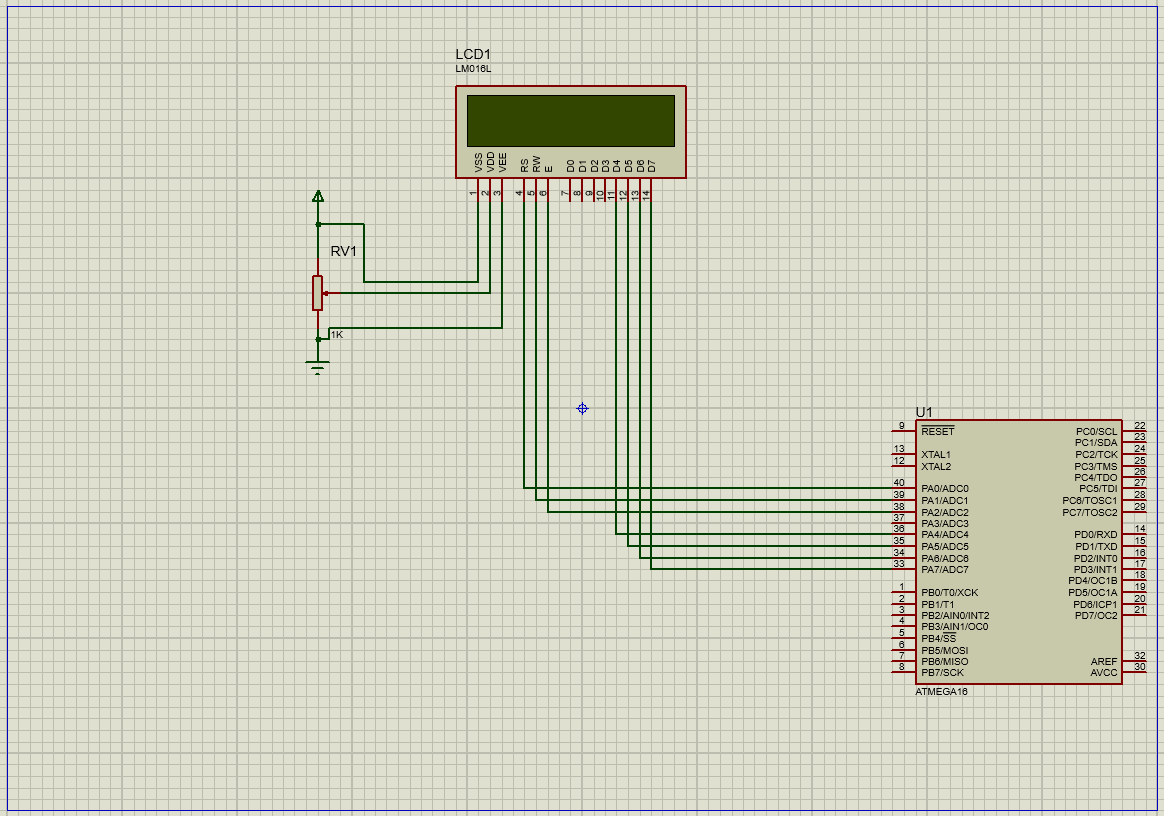 LCD1
LM016L
VSS VDD VEE RS RW E D0 D1 D2 D3 D4 D5 D6 D7
1 2 3 4 5 6 7 8 9 10 11 12 13 14
RV1
1K
U1
9 RESET
13 XTAL1
12 XTAL2
40 PA0/ADC0
39 PA1/ADC1
38 PA2/ADC2
37 PA3/ADC3
36 PA4/ADC4
35 PA5/ADC5
34 PA6/ADC6
33 PA7/ADC7
1 PB0/T0/XCK
2 PB1/T1
3 PB2/AIN0/INT2
4 PB3/AIN1/OC0
5 PB4/SS
6 PB5/MOSI
7 PB6/MISO
8 PB7/SCK
PC0/SCL 22
PC1/SDA 23
PC2/TCK 24
PC3/TMS 25
PC4/TDO 26
PC5/TDI 27
PC6/TOSC1 28
PC7/TOSC2 29
PD0/RXD 14
PD1/TXD 15
PD2/INT0 16
PD3/INT1 17
PD4/OC1B 18
PD5/OC1A 19
PD6/ICP1 20
PD7/OC2 21
AREF 32
AVCC 30
ATMEGA16